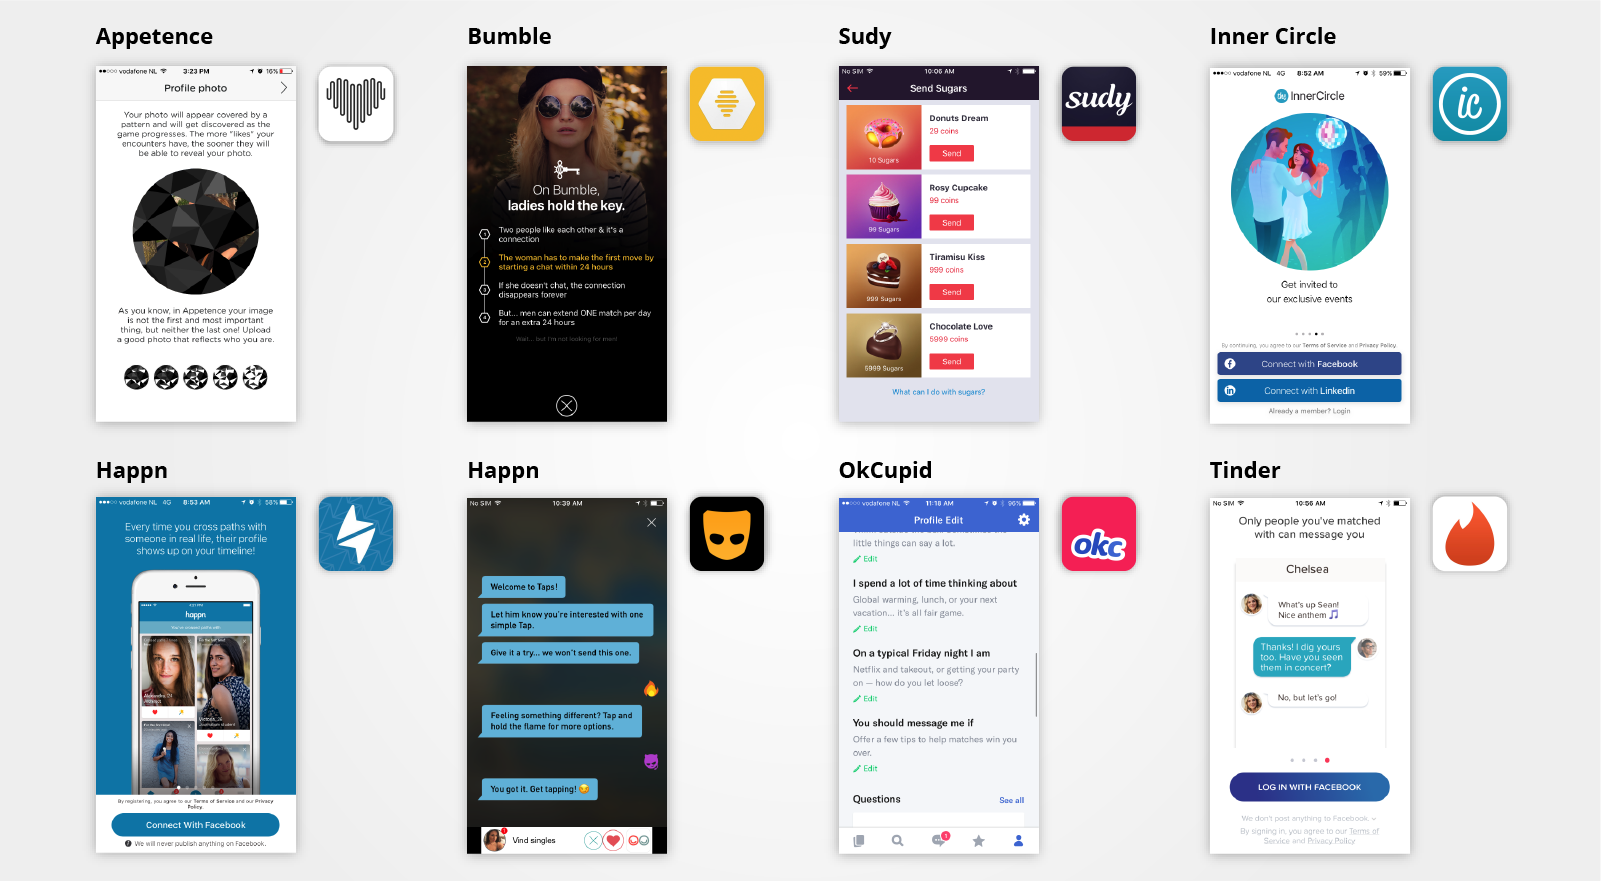 Appetence
●●○○○ vodafone NL 3:23 PM 16%
Profile photo
Your photo will appear covered by a
pattern and will get discovered as the
game progresses. The more "likes" your
encounters have, the sooner they will
be able to reveal your photo.
As you know, in Appetence your image
is not the first and most important
thing, but neither the last one! Upload
a good photo that reflects who you are.
Bumble
On Bumble,
ladies hold the key.
1 Two people like each other & it's a
connection
2 The woman has to make the first move by
starting a chat within 24 hours
3 If she doesn't chat, the connection
disappears forever
4 But... men can extend ONE match per day
for an extra 24 hours
Wait... but I'm not looking for men!
Sudy
No SIM 10:06 AM
Send Sugars
10 Sugars
Donuts Dream
29 coins
Send
99 Sugars
Rosy Cupcake
99 coins
Send
999 Sugars
Tiramisu Kiss
999 coins
Send
5999 Sugars
Chocolate Love
5999 coins
Send
What can I do with sugars?
sudy
Inner Circle
●●○○○ vodafone NL 4G 8:52 AM 59%
the InnerCircle
Get invited to
our exclusive events
By continuing, you agree to our Terms of Service and Privacy Policy
Connect with Facebook
in Connect with Linkedin
Already a member? Login
ic
Happn
●●●○○ vodafone NL 4G 8:53 AM 58%
Every time you cross paths with
someone in real life, their profile
shows up on your timeline!
happn
By registering, you agree to our Terms of Service and our Privacy
Policy.
Connect With Facebook
We will never publish anything on Facebook.
Happn
No SIM 10:39 AM
Welcome to Taps!
Let him know you're interested with one
simple Tap.
Give it a try... we won't send this one.
Feeling something different? Tap and
hold the flame for more options.
You got it. Get tapping! 😏
1
Vind singles
OkCupid
●●○○○ vodafone NL 11:18 AM 96%
Profile Edit
little things can say a lot.
Edit
I spend a lot of time thinking about
Global warming, lunch, or your next
vacation... it's all fair game.
Edit
On a typical Friday night I am
Netflix and takeout, or getting your party
on — how do you let loose?
Edit
You should message me if
Offer a few tips to help matches win you
over.
Edit
Questions See all
1
okc
Tinder
No SIM 10:56 AM
Only people you've matched
with can message you
Chelsea
What's up Sean!
Nice anthem 🎵
Thanks! I dig yours
too. Have you seen
them in concert?
No, but let's go!
LOG IN WITH FACEBOOK
We don't post anything to Facebook.
By signing in, you agree to our Terms of
Service and Privacy Policy